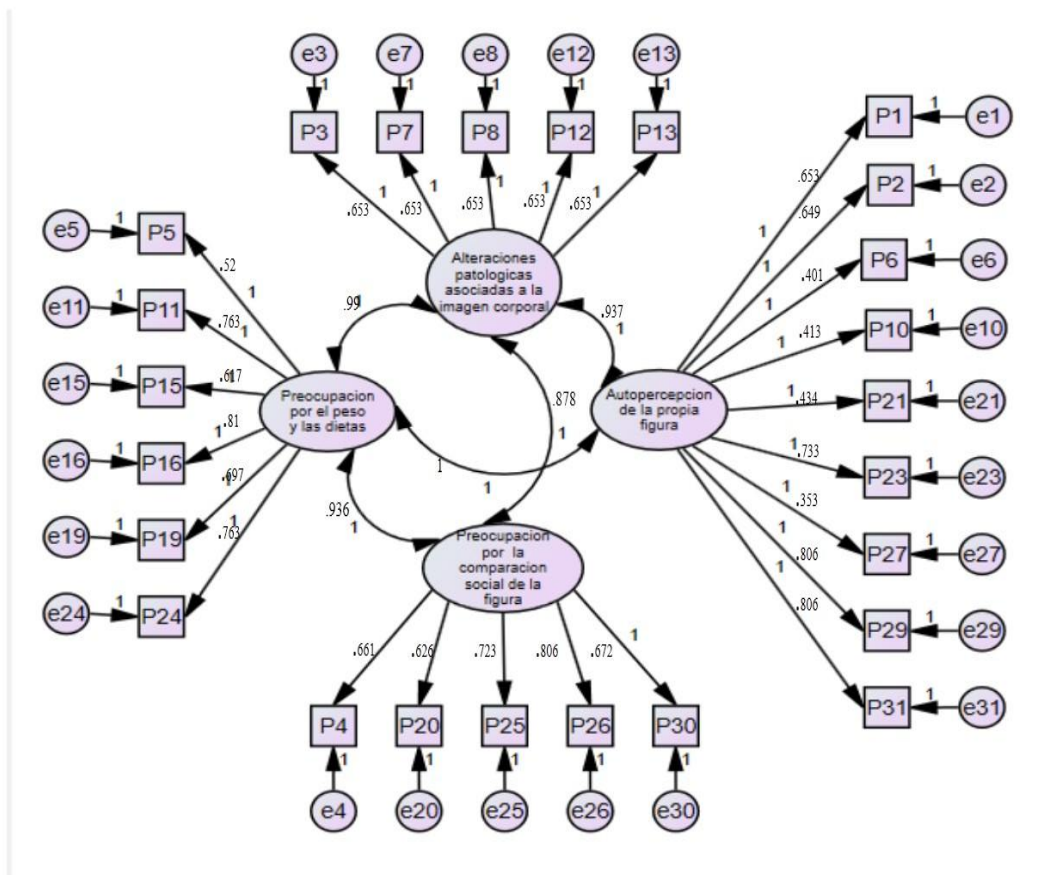 e3 e7 e8 e12 e13
1 1 1 1 1
P3 P7 P8 P12 P13
1 1 1 1 1
.653 .653 .653 .653 .653
Alteraciones
patologicas
asociadas a la
imagen corporal
P1 1 e1
.653 1
P2 1 e2
.649 1
P6 1 e6
.401 1
P10 1 e10
.413 1
P21 1 e21
.434 1
P23 1 e23
.733 1
P27 1 e27
.353 1
P29 1 e29
.806 1
P31 1 e31
.806 1
Autopercepcion
de la propia
figura
e5 1 P5
.52 1
e11 1 P11
.763 1
e15 1 P15
1
e16 1 P16
.81 1
e19 1 P19
.697
e24 1 P24
.763 1
Preocupacion
por el peso
y las dietas
.99
.937
1
.878
1
1
1
.936
1
Preocupacion
por la
comparacion
social de la
figura
.661 .626 .723 .806 .672 1
P4 P20 P25 P26 P30
1 1 1 1 1
e4 e20 e25 e26 e30